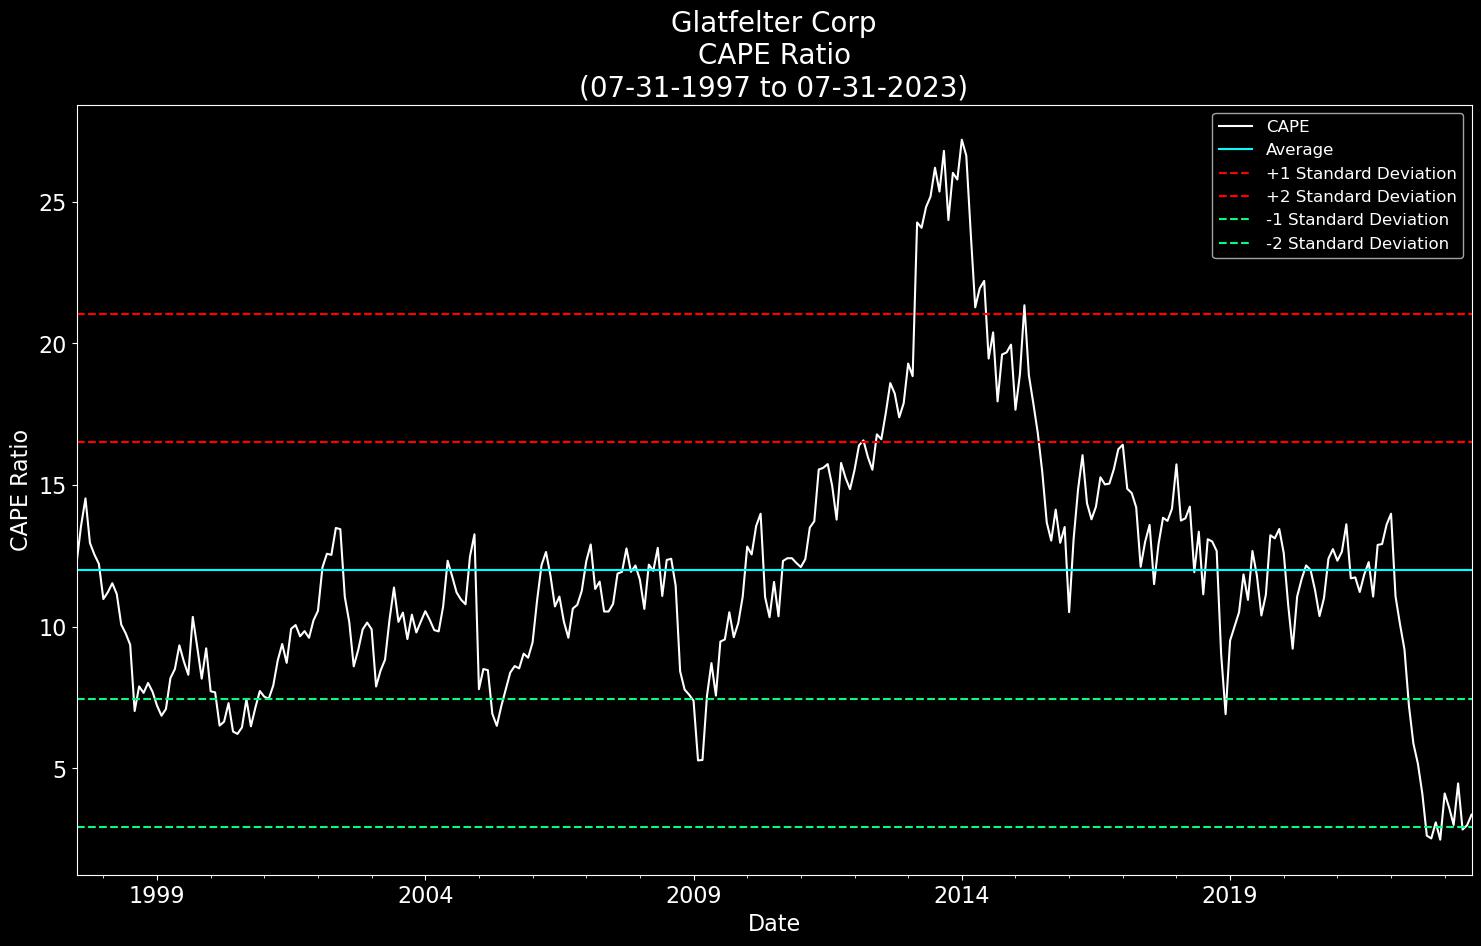 Glatfelter Corp
CAPE Ratio
(07-31-1997 to 07-31-2023)
CAPE
Average
+1 Standard Deviation
+2 Standard Deviation
-1 Standard Deviation
-2 Standard Deviation
CAPE Ratio
25
20
15
10
5
1999
2004
2009
2014
2019
Date